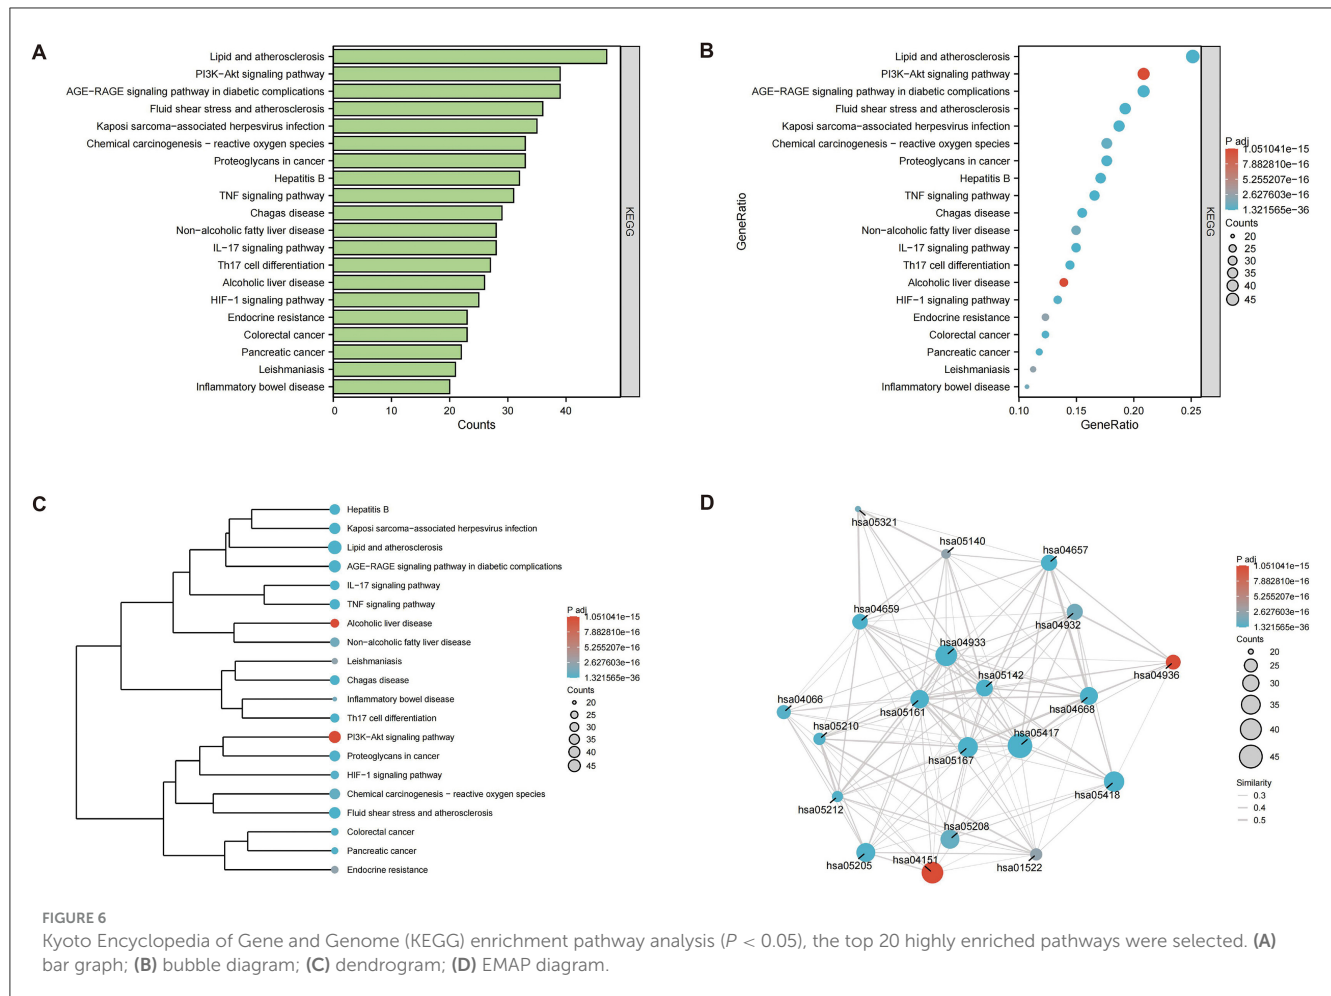 A
Lipid and atherosclerosis
PI3K−Akt signaling pathway
AGE−RAGE signaling pathway in diabetic complications
Fluid shear stress and atherosclerosis
Kaposi sarcoma−associated herpesvirus infection
Chemical carcinogenesis − reactive oxygen species
Proteoglycans in cancer
Hepatitis B
TNF signaling pathway
Chagas disease
Non−alcoholic fatty liver disease
IL−17 signaling pathway
Th17 cell differentiation
Alcoholic liver disease
HIF−1 signaling pathway
Endocrine resistance
Colorectal cancer
Pancreatic cancer
Leishmaniasis
Inflammatory bowel disease
0 10 20 30 40
Counts
KEGG
B
GeneRatio
Lipid and atherosclerosis
PI3K−Akt signaling pathway
AGE−RAGE signaling pathway in diabetic complications
Fluid shear stress and atherosclerosis
Kaposi sarcoma−associated herpesvirus infection
Chemical carcinogenesis − reactive oxygen species
Proteoglycans in cancer
Hepatitis B
TNF signaling pathway
Chagas disease
Non−alcoholic fatty liver disease
IL−17 signaling pathway
Th17 cell differentiation
Alcoholic liver disease
HIF−1 signaling pathway
Endocrine resistance
Colorectal cancer
Pancreatic cancer
Leishmaniasis
Inflammatory bowel disease
0.10 0.15 0.20 0.25
GeneRatio
KEGG
P adj
1.051041e−15
7.882810e−16
5.255207e−16
2.627603e−16
1.321565e−36
Counts
20
25
30
35
40
45
C
Hepatitis B
Kaposi sarcoma−associated herpesvirus infection
Lipid and atherosclerosis
AGE−RAGE signaling pathway in diabetic complications
IL−17 signaling pathway
TNF signaling pathway
Alcoholic liver disease
Non−alcoholic fatty liver disease
Leishmaniasis
Chagas disease
Inflammatory bowel disease
Th17 cell differentiation
PI3K−Akt signaling pathway
Proteoglycans in cancer
HIF−1 signaling pathway
Chemical carcinogenesis − reactive oxygen species
Fluid shear stress and atherosclerosis
Colorectal cancer
Pancreatic cancer
Endocrine resistance
P adj
1.051041e−15
7.882810e−16
5.255207e−16
2.627603e−16
1.321565e−36
Counts
20
25
30
35
40
45
D
hsa05321
hsa05140
hsa04657
hsa04659
hsa04932
hsa04933
hsa04936
hsa05142
hsa04066
hsa05161
hsa04668
hsa05210
hsa05417
hsa05167
hsa05418
hsa05212
hsa05208
hsa05205
hsa04151
hsa01522
P adj
1.051041e−15
7.882810e−16
5.255207e−16
2.627603e−16
1.321565e−36
Counts
20
25
30
35
40
45
Similarity
0.3
0.4
0.5
FIGURE 6
Kyoto Encyclopedia of Gene and Genome (KEGG) enrichment pathway analysis (P < 0.05), the top 20 highly enriched pathways were selected. (A)
bar graph; (B) bubble diagram; (C) dendrogram; (D) EMAP diagram.